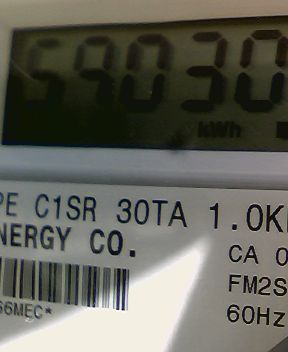 59030
kWh
PE C1SR 30TA 1.0K
NERGY CO.
CA 0
FM2S
66MEC*
60Hz